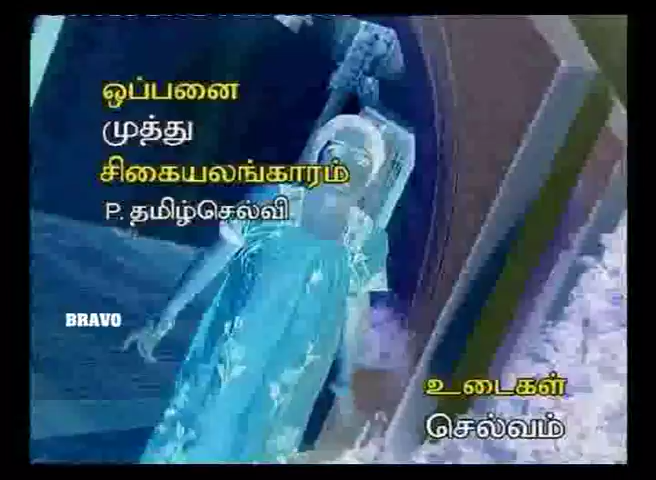 ஒப்பனை
முத்து
சிகையலங்காரம்
P. தமிழ்செல்வி
BRAVO
உடைகள்
செல்வம்